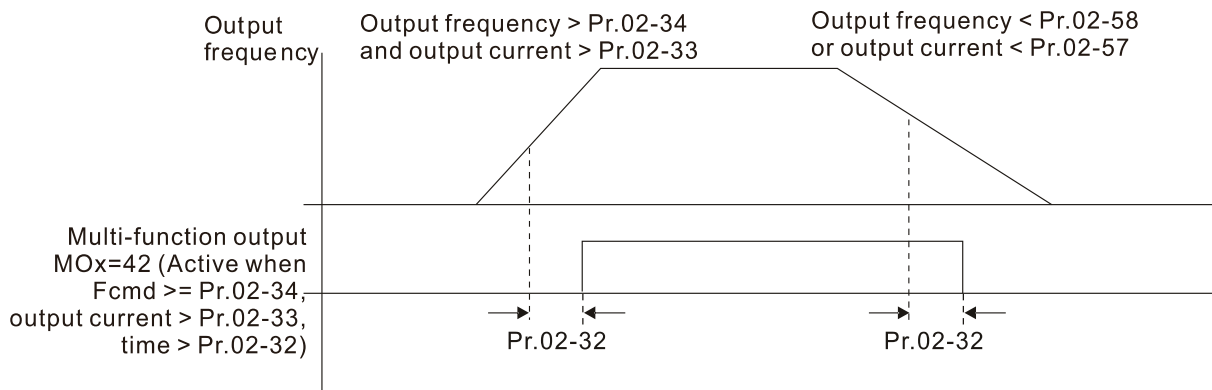 Output
frequency
Output frequency > Pr.02-34
and output current > Pr.02-33
Output frequency < Pr.02-58
or output current < Pr.02-57
Multi-function output
MOx=42 (Active when
Fcmd >= Pr.02-34,
output current > Pr.02-33,
time > Pr.02-32)
Pr.02-32
Pr.02-32